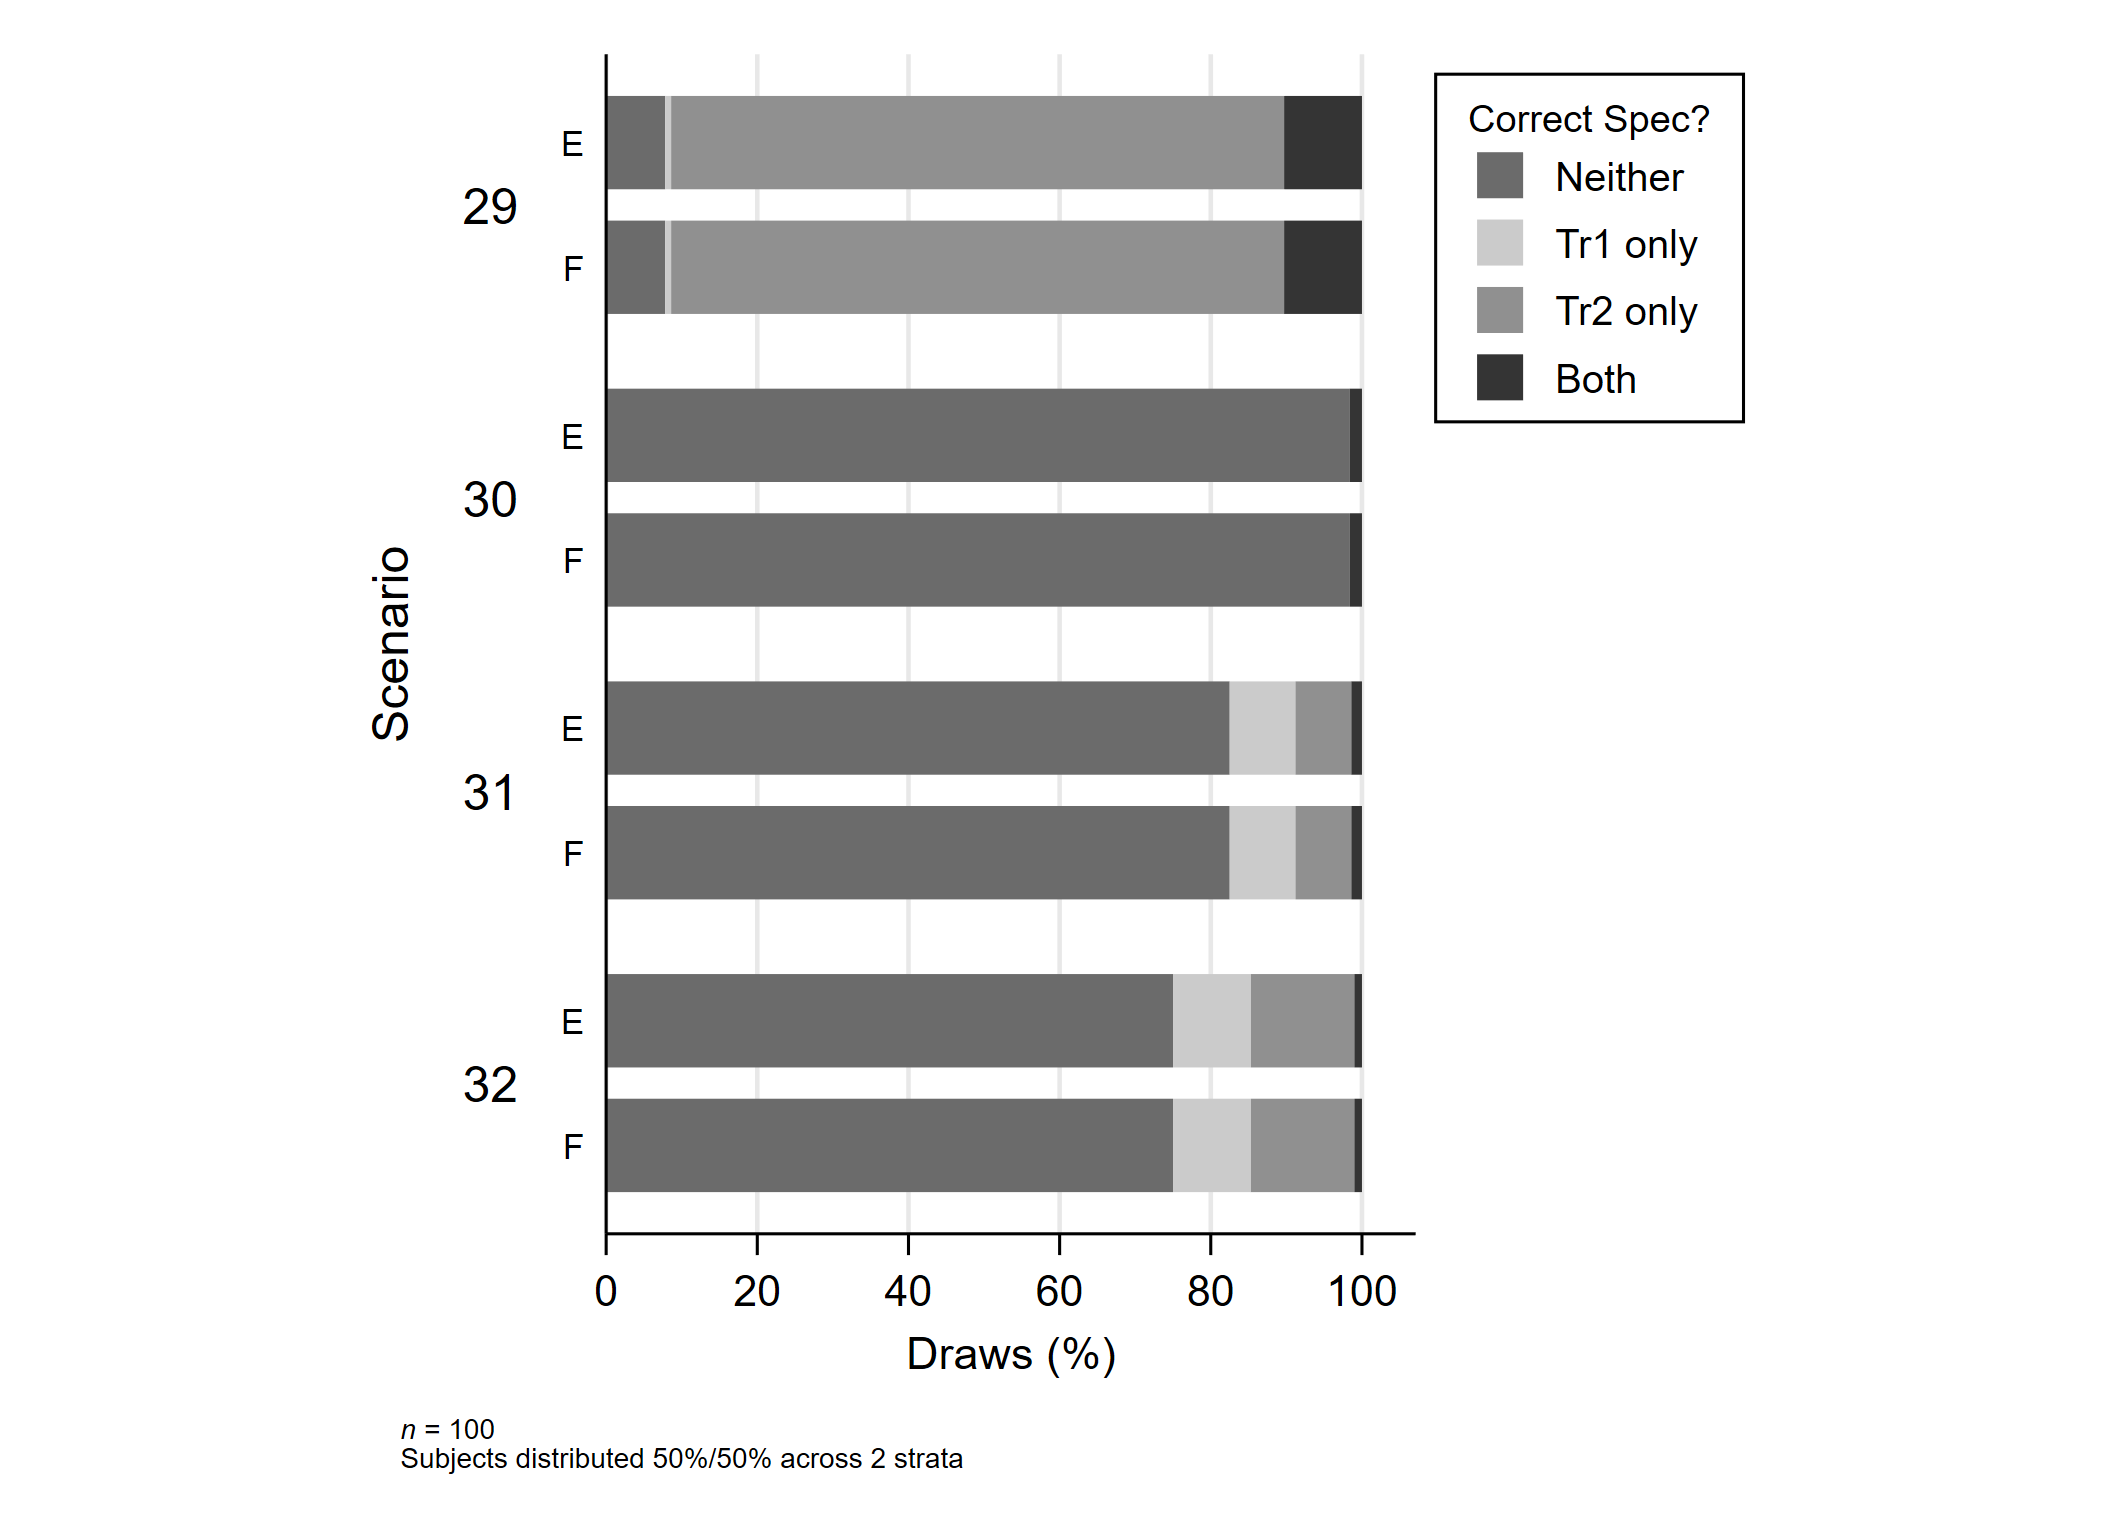 Correct Spec?
Neither
Tr1 only
Tr2 only
Both
Scenario
29
E
F
30
E
F
31
E
F
32
E
F
0 20 40 60 80 100
Draws (%)
n = 100
Subjects distributed 50%/50% across 2 strata